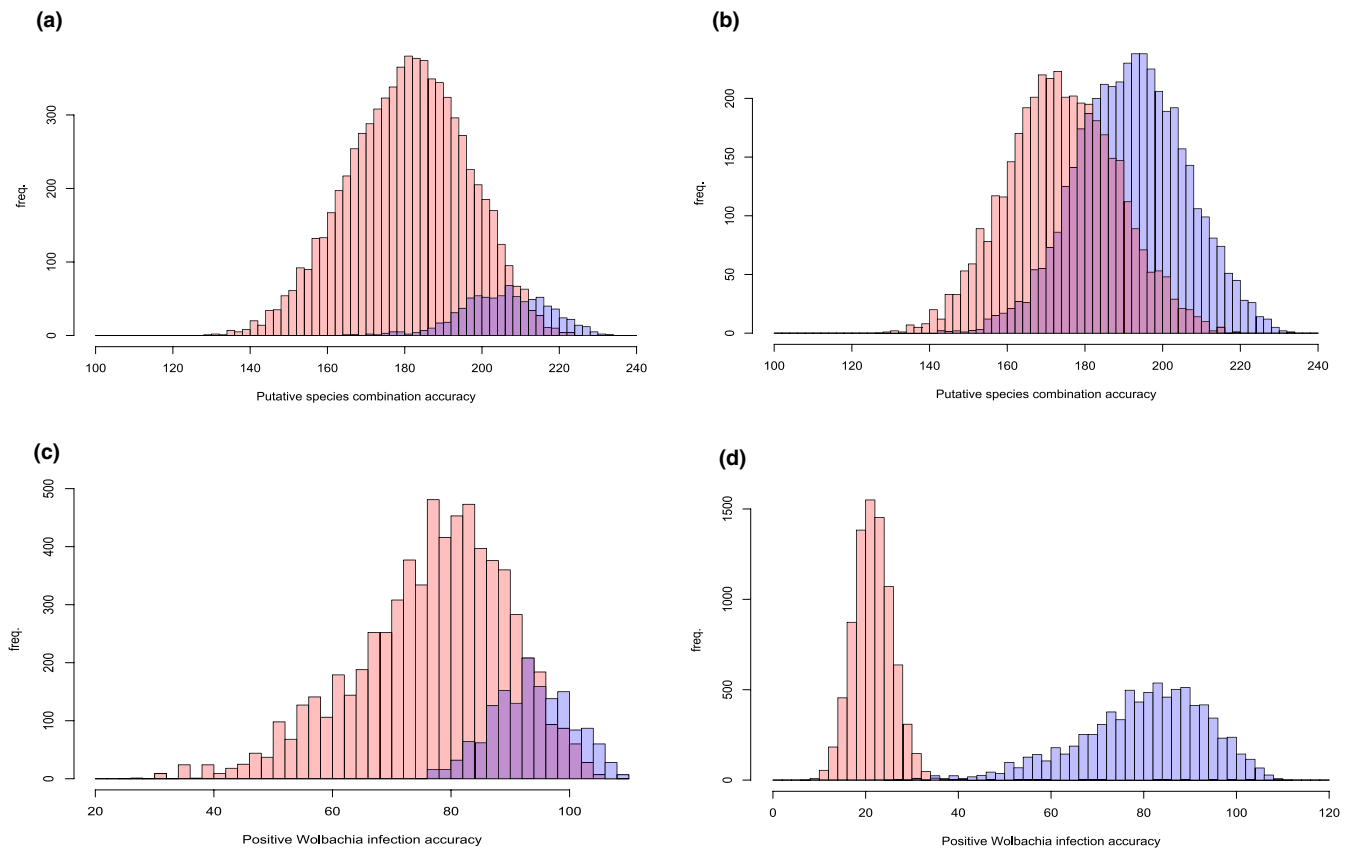 (a)
300
200
100
0
freq.
100 120 140 160 180 200 220 240
Putative species combination accuracy
(b)
200
150
100
50
0
freq.
100 120 140 160 180 200 220 240
Putative species combination accuracy
(c)
500
400
300
200
100
0
freq.
20 40 60 80 100
Positive Wolbachia infection accuracy
(d)
1500
1000
500
0
freq.
0 20 40 60 80 100 120
Positive Wolbachia infection accuracy